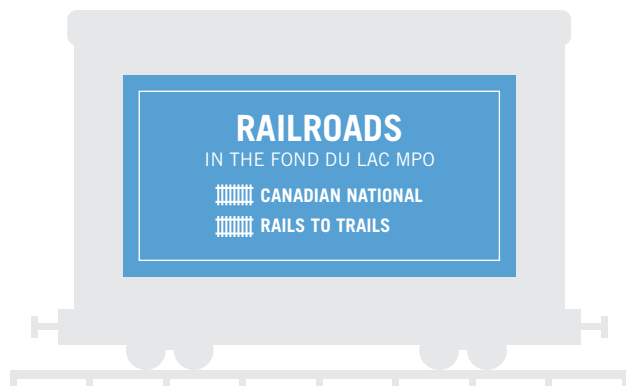 RAILROADS
IN THE FOND DU LAC MPO
CANADIAN NATIONAL
RAILS TO TRAILS